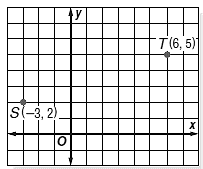 y
T (6, 5)
S (–3, 2)
O
x